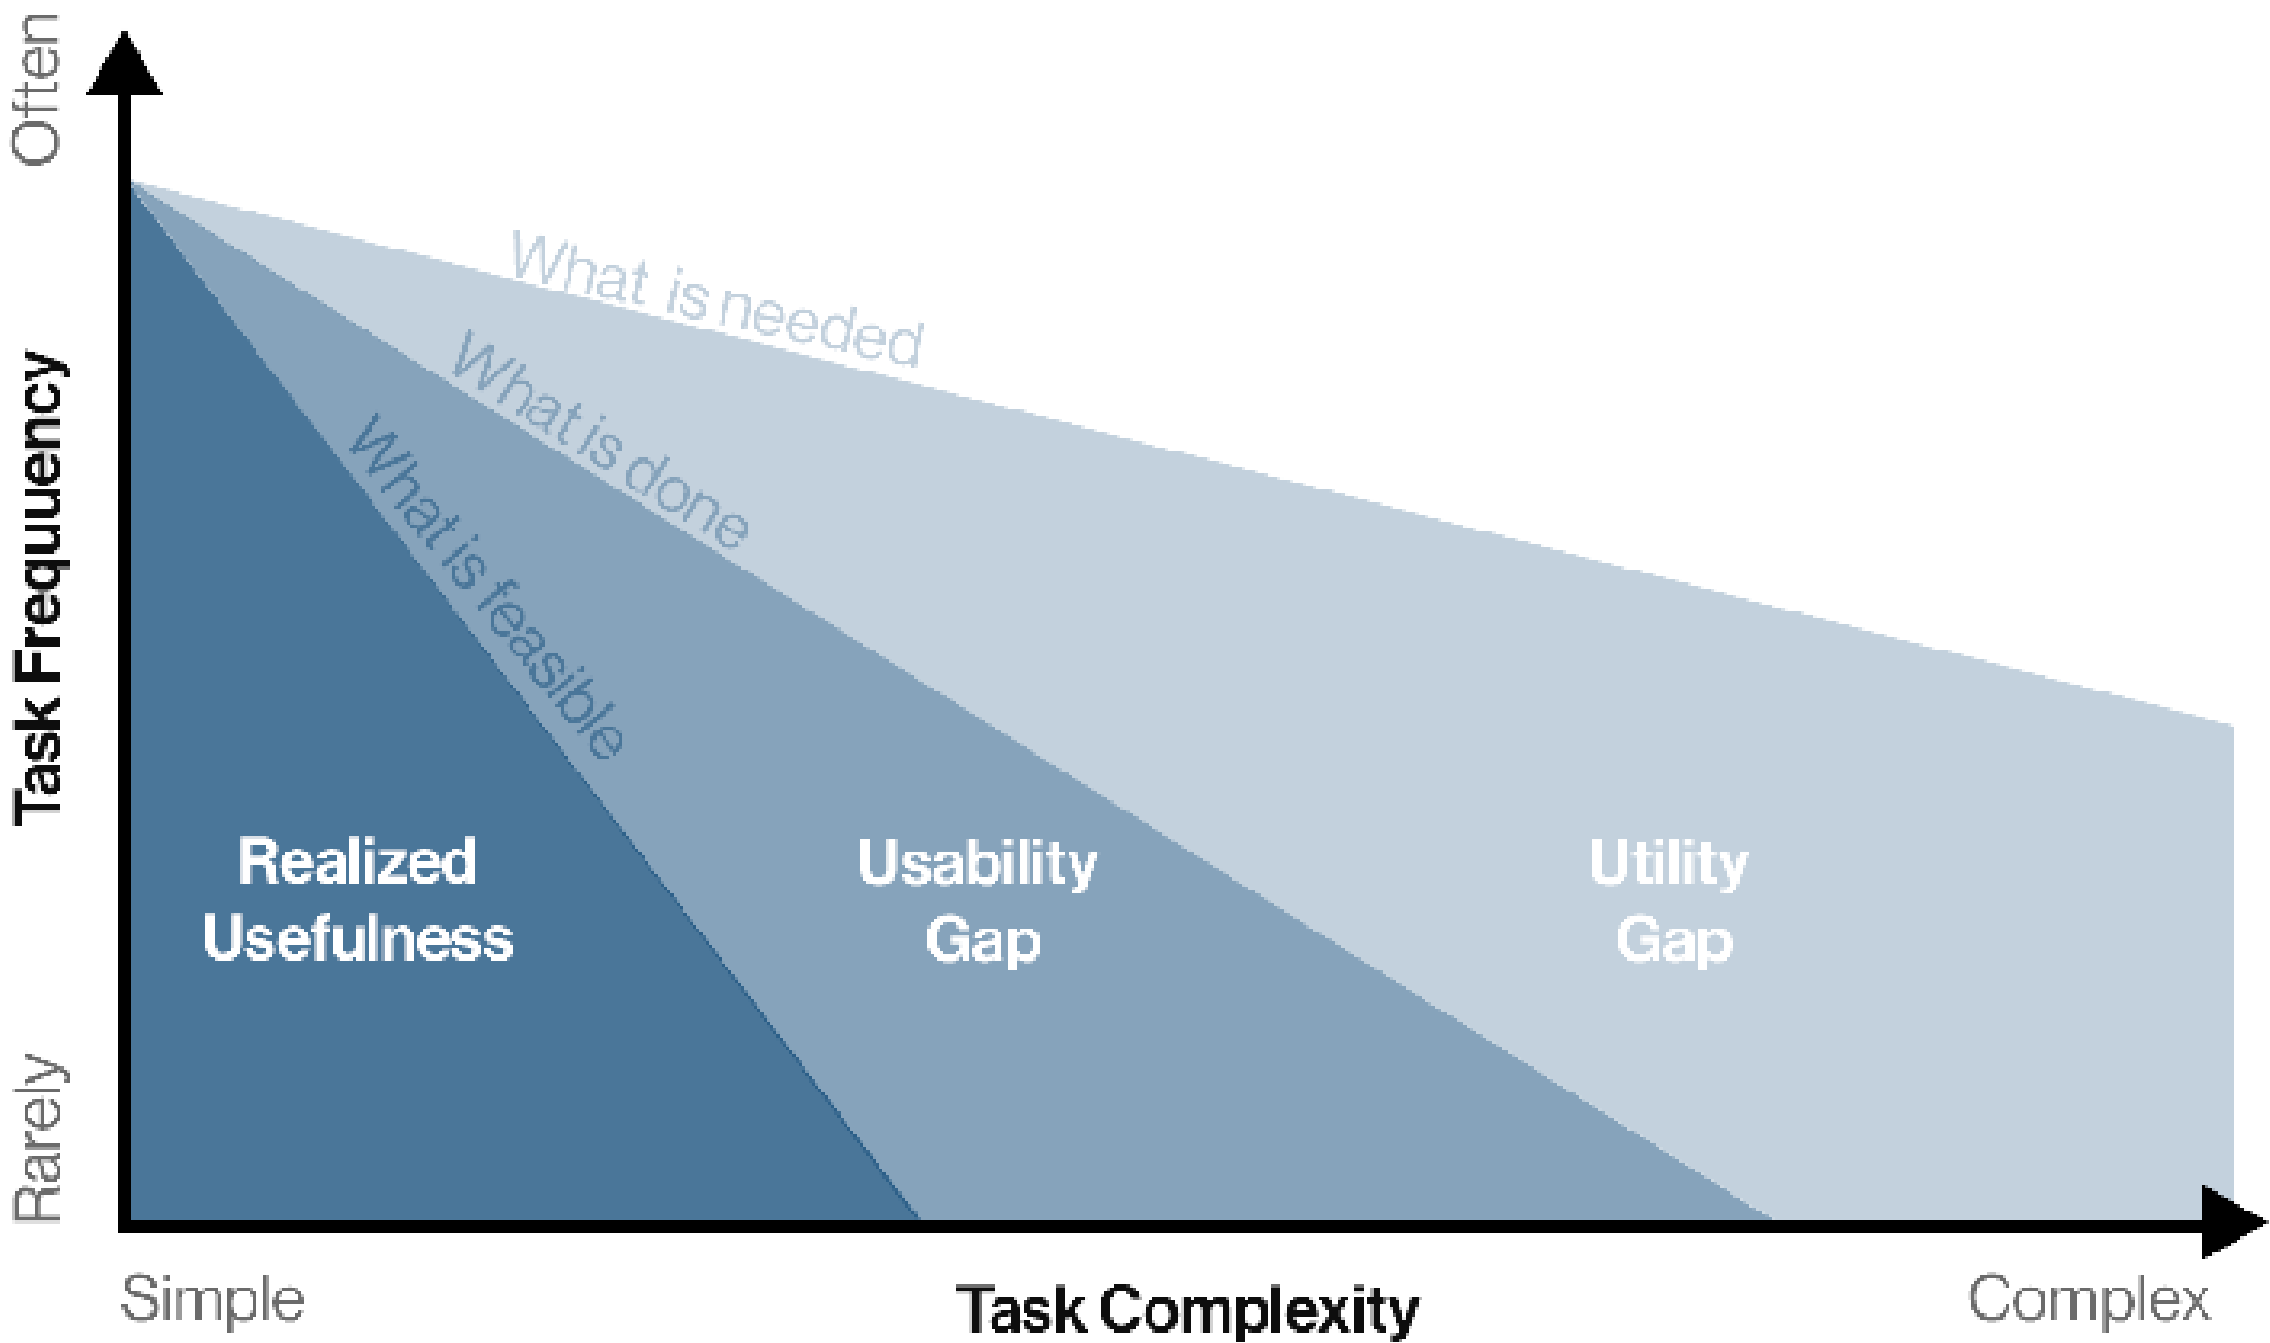 Often
Task Frequuency
Rarely
What is needed
What is done
What is feasible
Realized
Usefulness
Usability
Gap
Utility
Gap
Simple
Task Complexity
Complex